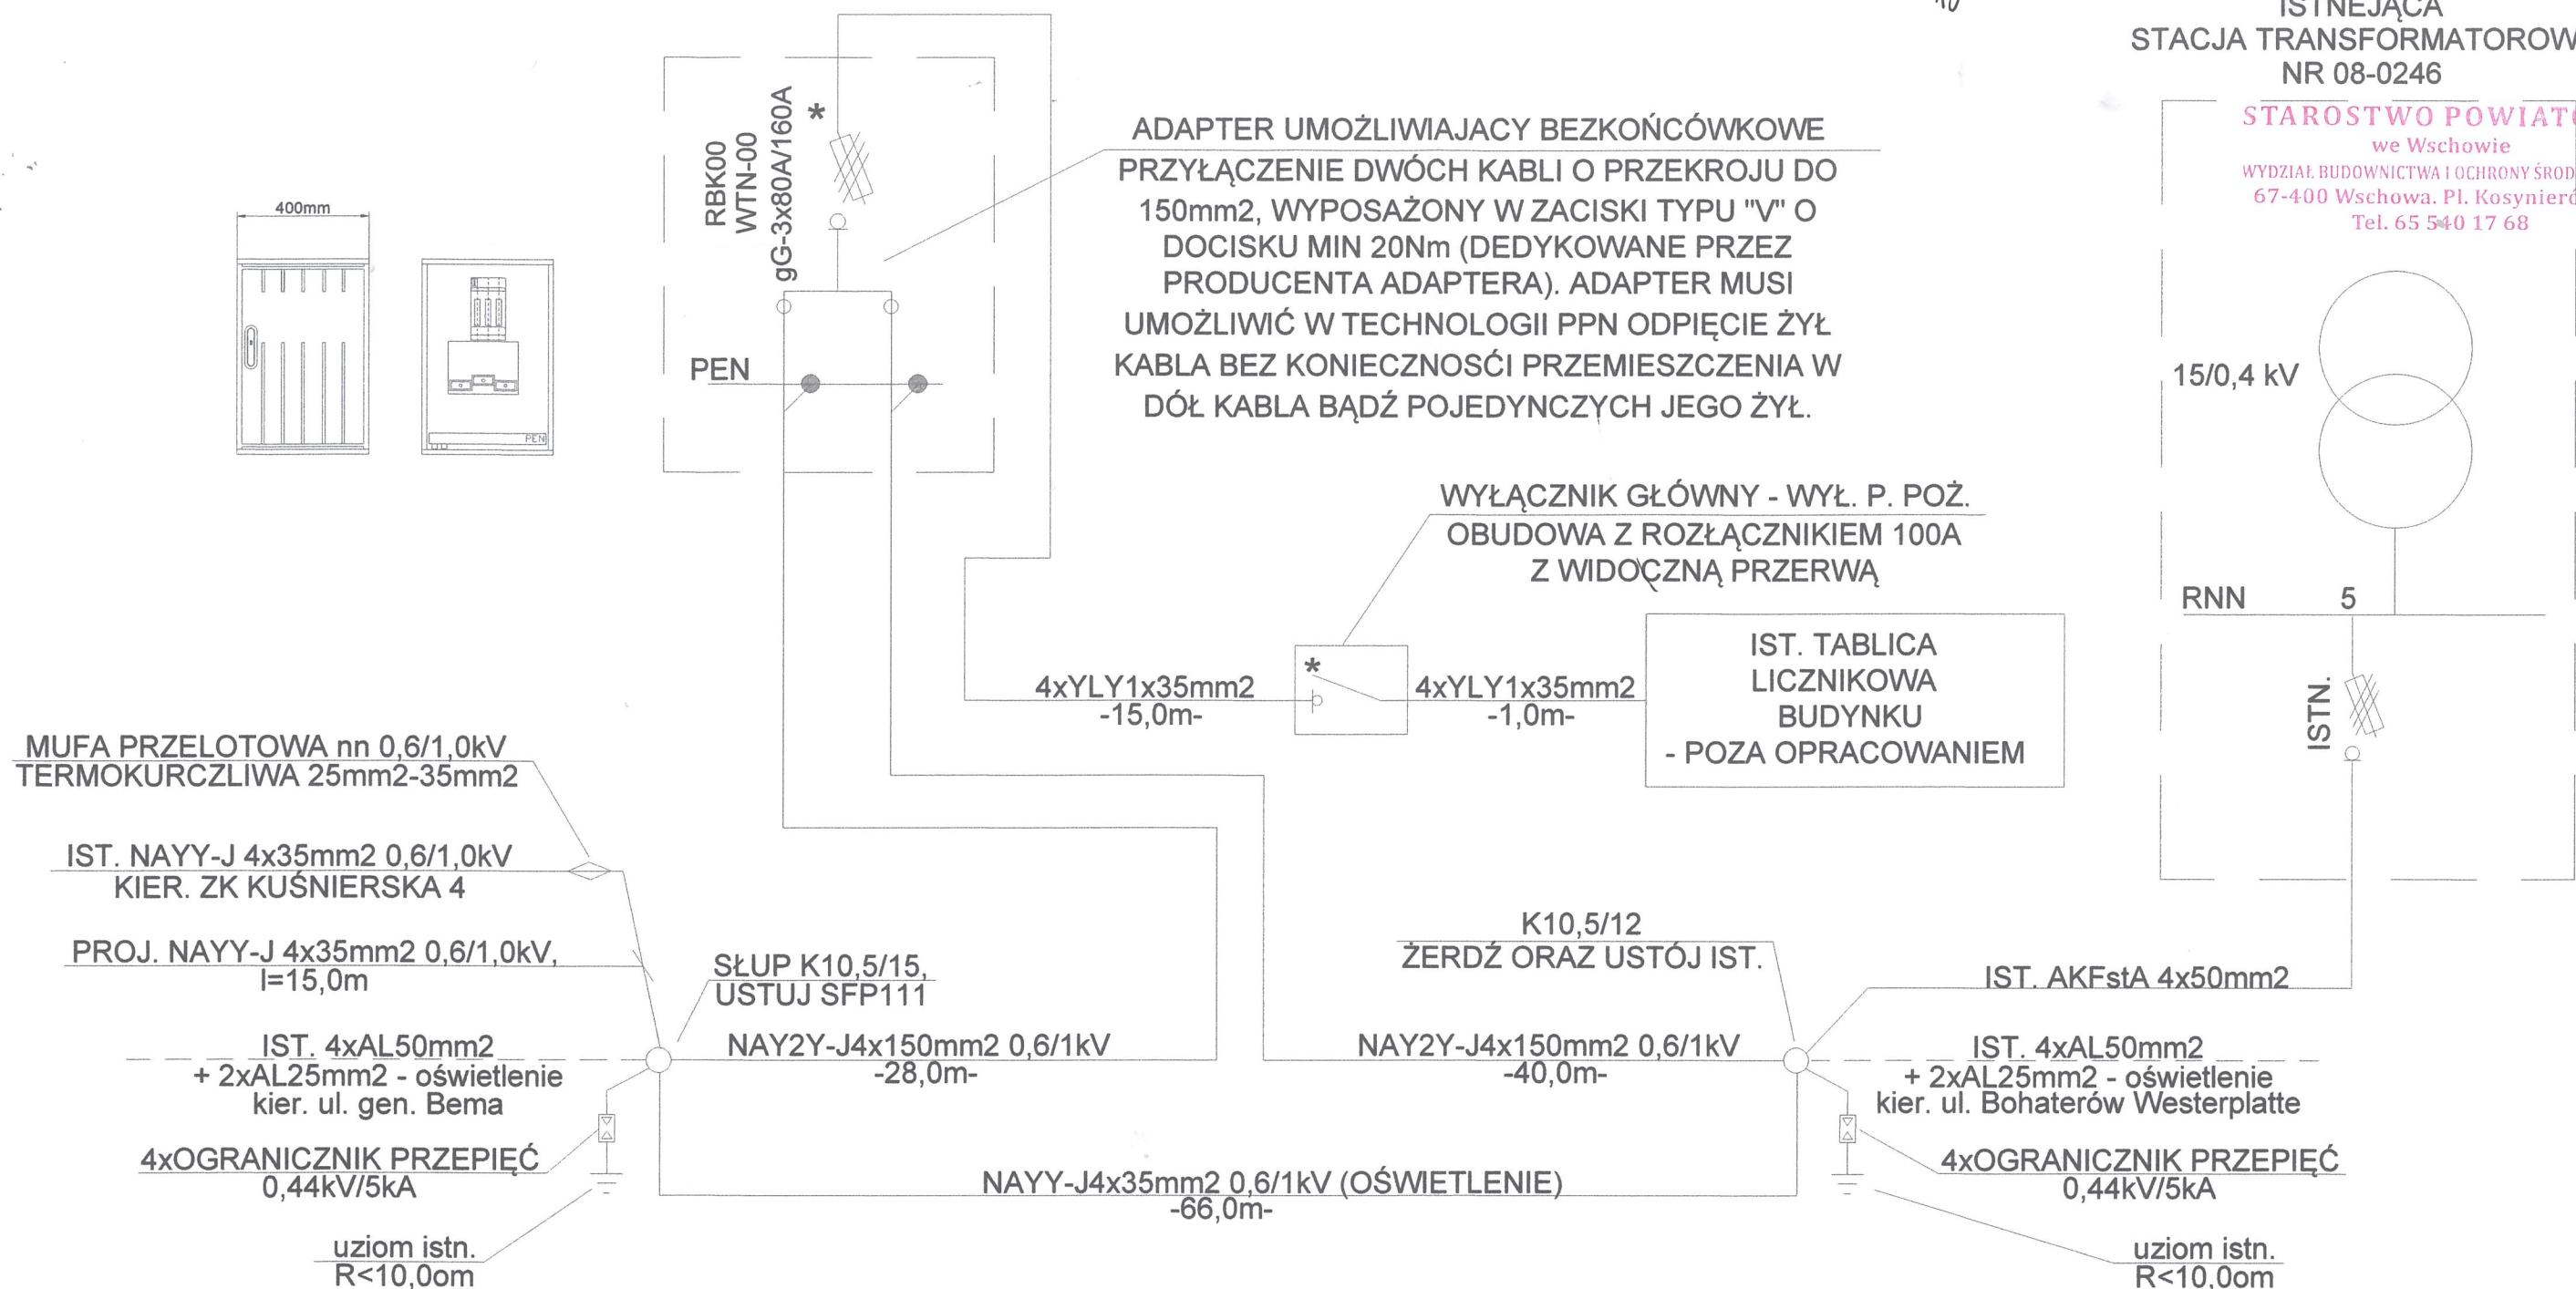 ISTNEJĄCA
STACJA TRANSFORMATOROW
NR 08-0246
STAROSTWO POWIAT
we Wschowie
WYDZIAŁ BUDOWNICTWA I OCHRONY ŚROD
67-400 Wschowa. Pl. Kosynieró
Tel. 65 540 17 68
15/0,4 kV
RNN 5
ISTN.
400mm
PEN
RBK00
WTN-00
gG-3x80A/160A
*
PEN
ADAPTER UMOŻLIWIAJACY BEZKOŃCÓWKOWE
PRZYŁĄCZENIE DWÓCH KABLI O PRZEKROJU DO
150mm2, WYPOSAŻONY W ZACISKI TYPU "V" O
DOCISKU MIN 20Nm (DEDYKOWANE PRZEZ
PRODUCENTA ADAPTERA). ADAPTER MUSI
UMOŻLIWIĆ W TECHNOLOGII PPN ODPIĘCIE ŻYŁ
KABLA BEZ KONIECZNOSĆI PRZEMIESZCZENIA W
DÓŁ KABLA BĄDŹ POJEDYNCZYCH JEGO ŻYŁ.
WYŁĄCZNIK GŁÓWNY - WYŁ. P. POŻ.
OBUDOWA Z ROZŁĄCZNIKIEM 100A
Z WIDOCZNĄ PRZERWĄ
4xYLY1x35mm2
-15,0m-
*
4xYLY1x35mm2
-1,0m-
IST. TABLICA
LICZNIKOWA
BUDYNKU
- POZA OPRACOWANIEM
MUFA PRZELOTOWA nn 0,6/1,0kV
TERMOKURCZLIWA 25mm2-35mm2
IST. NAYY-J 4x35mm2 0,6/1,0kV
KIER. ZK KUŚNIERSKA 4
PROJ. NAYY-J 4x35mm2 0,6/1,0kV,
l=15,0m
SŁUP K10,5/15,
USTUJ SFP111
K10,5/12
ŻERDŹ ORAZ USTÓJ IST.
IST. AKFstA 4x50mm2
IST. 4xAL50mm2
+ 2xAL25mm2 - oświetlenie
kier. ul. gen. Bema
NAY2Y-J4x150mm2 0,6/1kV
-28,0m-
NAY2Y-J4x150mm2 0,6/1kV
-40,0m-
IST. 4xAL50mm2
+ 2xAL25mm2 - oświetlenie
kier. ul. Bohaterów Westerplatte
4xOGRANICZNIK PRZEPIĘĆ
0,44kV/5kA
NAYY-J4x35mm2 0,6/1kV (OŚWIETLENIE)
-66,0m-
4xOGRANICZNIK PRZEPIĘĆ
0,44kV/5kA
uziom istn.
R<10,0om
uziom istn.
R<10,0om